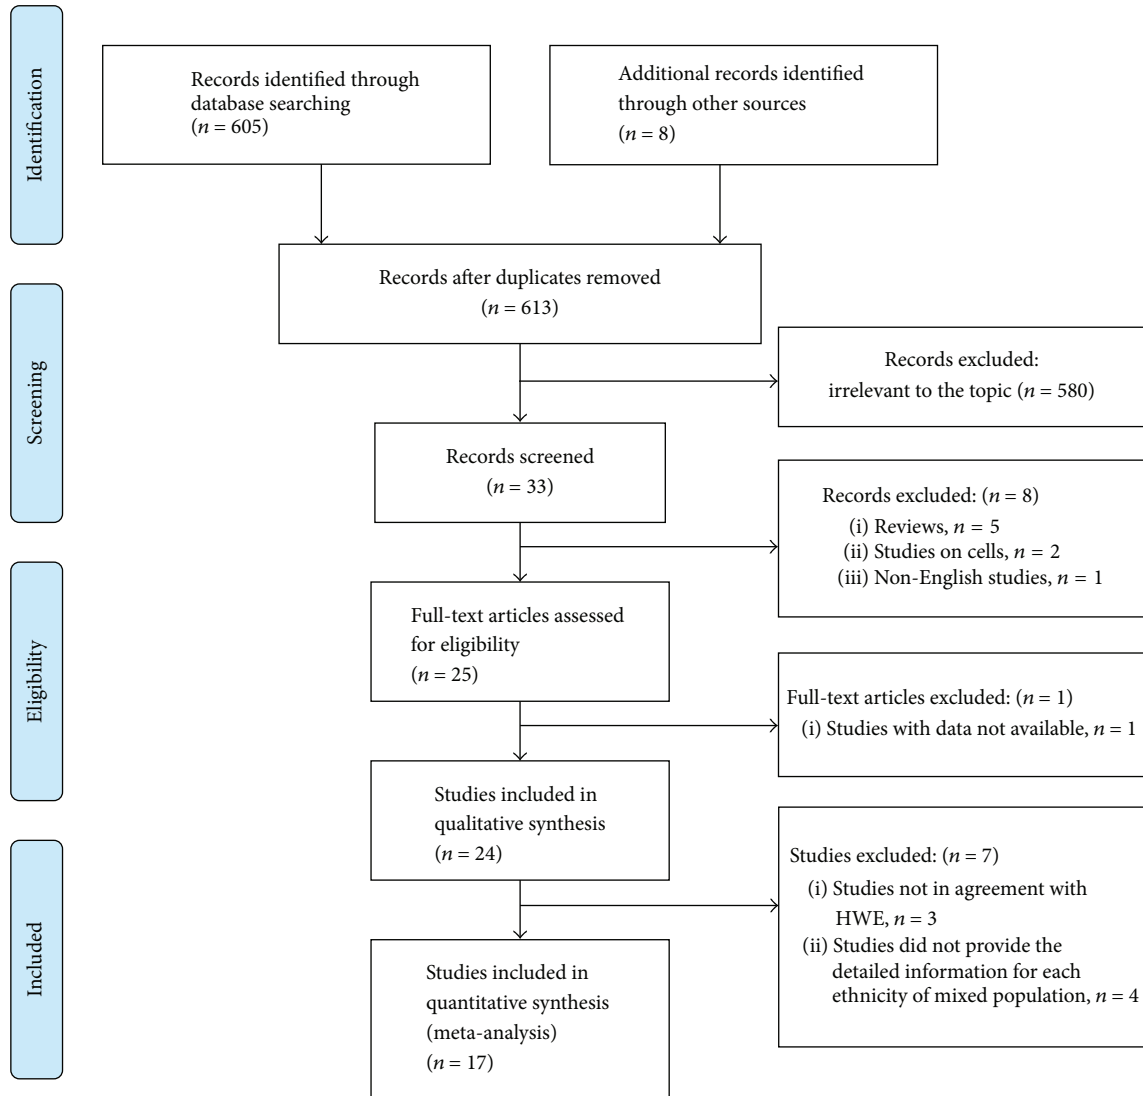 Identification
Records identified through
database searching
(n = 605)
Additional records identified
through other sources
(n = 8)
Records after duplicates removed
(n = 613)
Screening
Records excluded:
irrelevant to the topic (n = 580)
Records screened
(n = 33)
Records excluded: (n = 8)
(i) Reviews, n = 5
(ii) Studies on cells, n = 2
(iii) Non-English studies, n = 1
Eligibility
Full-text articles assessed
for eligibility
(n = 25)
Full-text articles excluded: (n = 1)
(i) Studies with data not available, n = 1
Studies included in
qualitative synthesis
(n = 24)
Included
Studies excluded: (n = 7)
(i) Studies not in agreement with
HWE, n = 3
(ii) Studies did not provide the
detailed information for each
ethnicity of mixed population, n = 4
Studies included in
quantitative synthesis
(meta-analysis)
(n = 17)